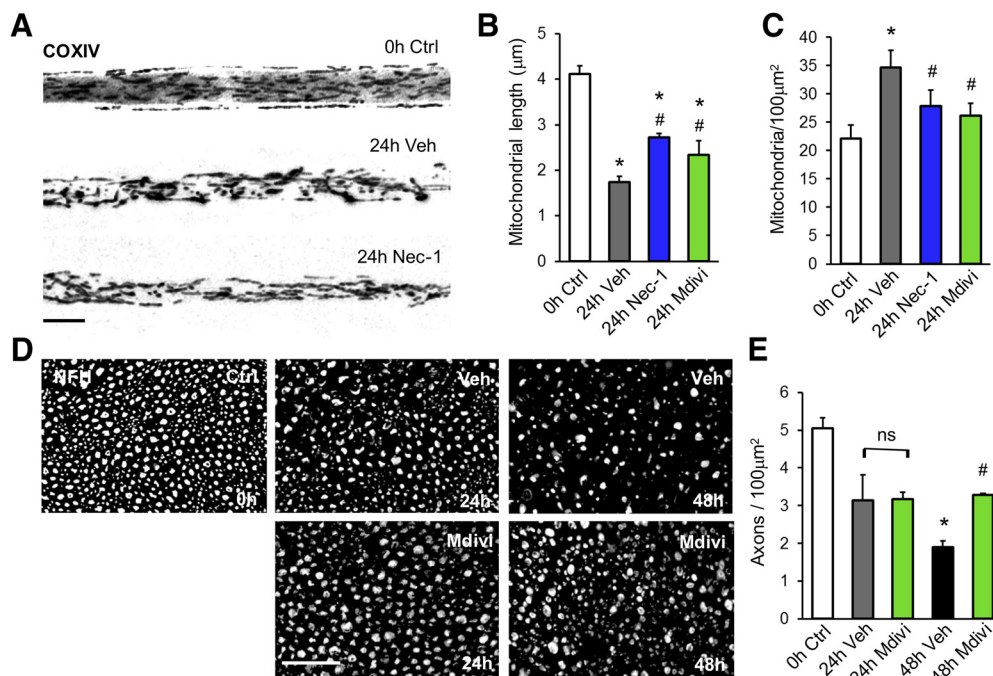 A
COXIV
0h Ctrl
24h Veh
24h Nec-1
B
Mitochondrial length (μm)
5
4
3
2
1
0
*
*
#
*
#
0h Ctrl
24h Veh
24h Nec-1
24h Mdivi
C
Mitochondria/100μm²
40
35
30
25
20
15
10
5
0
*
#
#
0h Ctrl
24h Veh
24h Nec-1
24h Mdivi
D
NFH
Ctrl
0h
Veh
24h
Veh
48h
Mdivi
24h
Mdivi
48h
E
Axons / 100μm²
6
5
4
3
2
1
0
ns
*
#
0h Ctrl
24h Veh
24h Mdivi
48h Veh
48h Mdivi